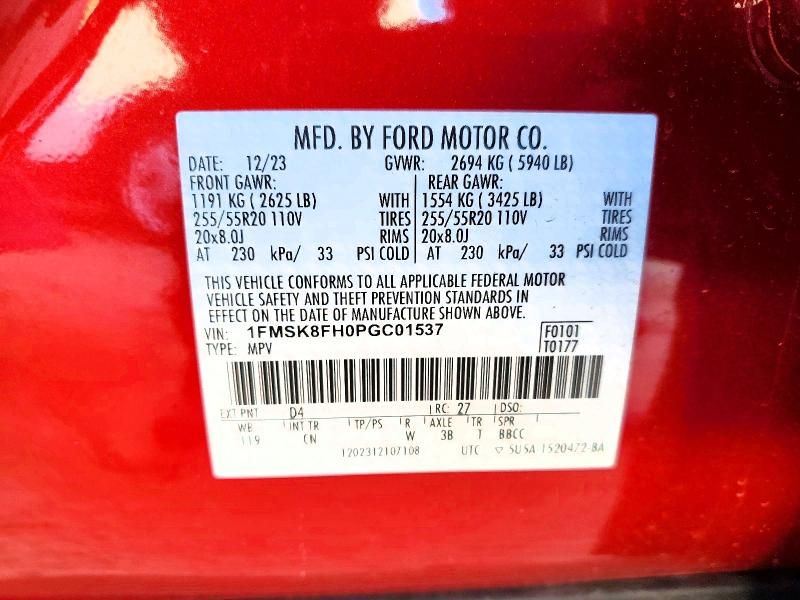 MFD. BY FORD MOTOR CO.
DATE: 12/23 GVWR: 2694 KG ( 5940 LB)
FRONT GAWR: REAR GAWR:
1191 KG ( 2625 LB) WITH 1554 KG ( 3425 LB) WITH
255/55R20 110V TIRES 255/55R20 110V TIRES
20x8.0J RIMS 20x8.0J RIMS
AT 230 kPa/ 33 PSI COLD AT 230 kPa/ 33 PSI COLD
THIS VEHICLE CONFORMS TO ALL APPLICABLE FEDERAL MOTOR
VEHICLE SAFETY AND THEFT PREVENTION STANDARDS IN
EFFECT ON THE DATE OF MANUFACTURE SHOWN ABOVE.
VIN: 1FMSK8FH0PGC01537 F0101
TYPE: MPV T0177
EXT PNT D4 RC: 27 DSO:
WB INT TR TP/PS R AXLE TR SPR
119 CN W 3B T BBCC
1202312107108 UTC ▽ 5U5A-1520472-BA